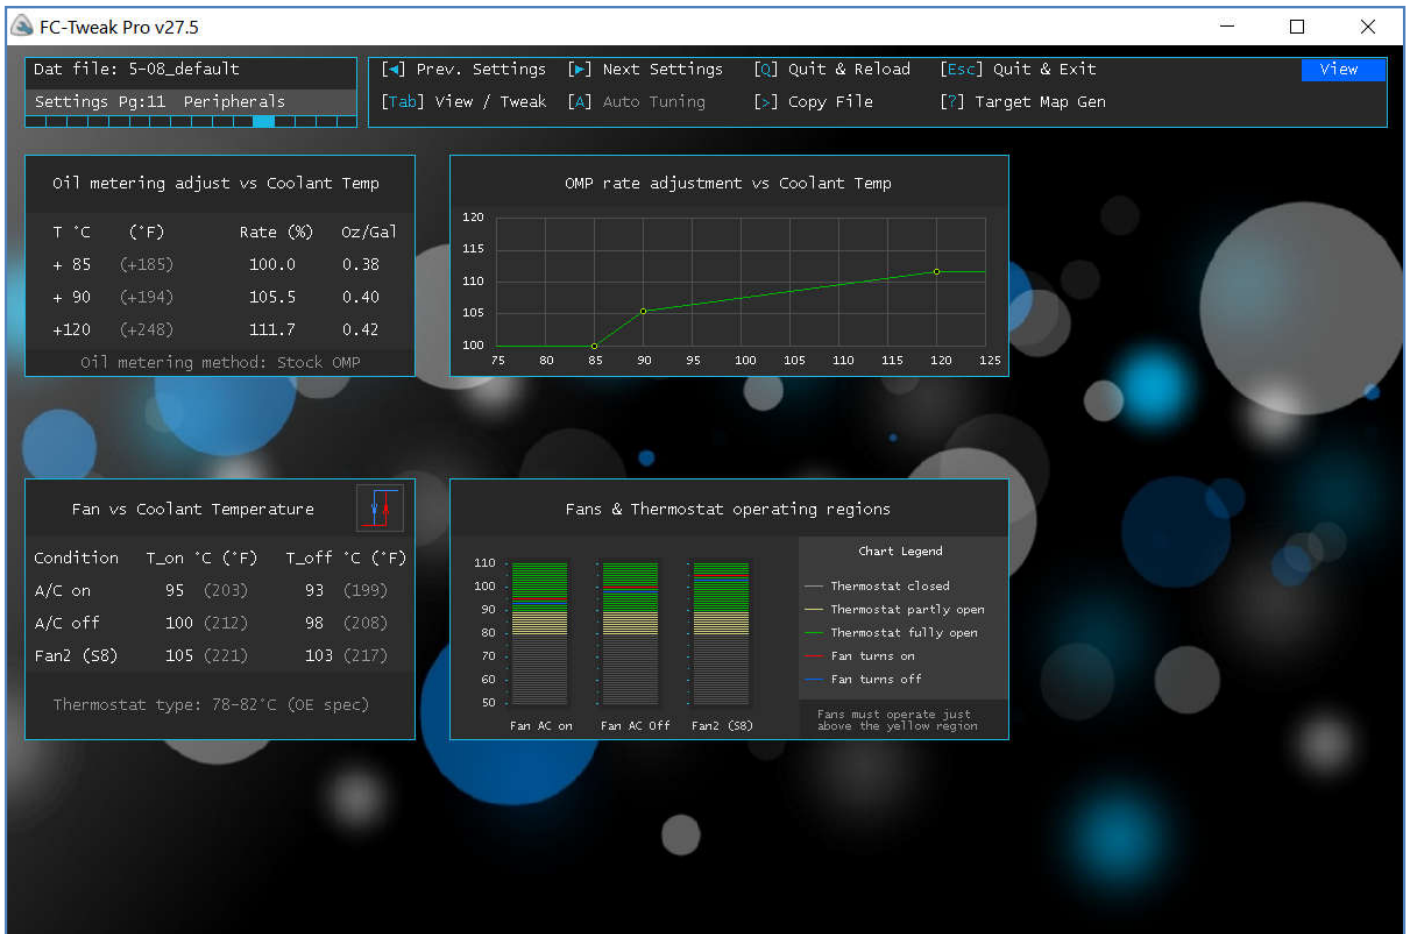 FC-Tweak Pro v27.5
Dat file: 5-08_default
Settings Pg:11 Peripherals
[◄] Prev. Settings [►] Next Settings [Q] Quit & Reload [Esc] Quit & Exit View
[Tab] View / Tweak [A] Auto Tuning [>] Copy File [?] Target Map Gen
Oil metering adjust vs Coolant Temp
T °C (°F) Rate (%) Oz/Gal
+ 85 (+185) 100.0 0.38
+ 90 (+194) 105.5 0.40
+120 (+248) 111.7 0.42
Oil metering method: Stock OMP
OMP rate adjustment vs Coolant Temp
120
115
110
105
100
75 80 85 90 95 100 105 110 115 120 125
Fan vs Coolant Temperature
Condition T_on °C (°F) T_off °C (°F)
A/C on 95 (203) 93 (199)
A/C off 100 (212) 98 (208)
Fan2 (S8) 105 (221) 103 (217)
Thermostat type: 78-82°C (OE spec)
Fans & Thermostat operating regions
110
100
90
80
70
60
50
Fan AC on Fan AC Off Fan2 (S8)
Chart Legend
Thermostat closed
Thermostat partly open
Thermostat fully open
Fan turns on
Fan turns off
Fans must operate just
above the yellow region